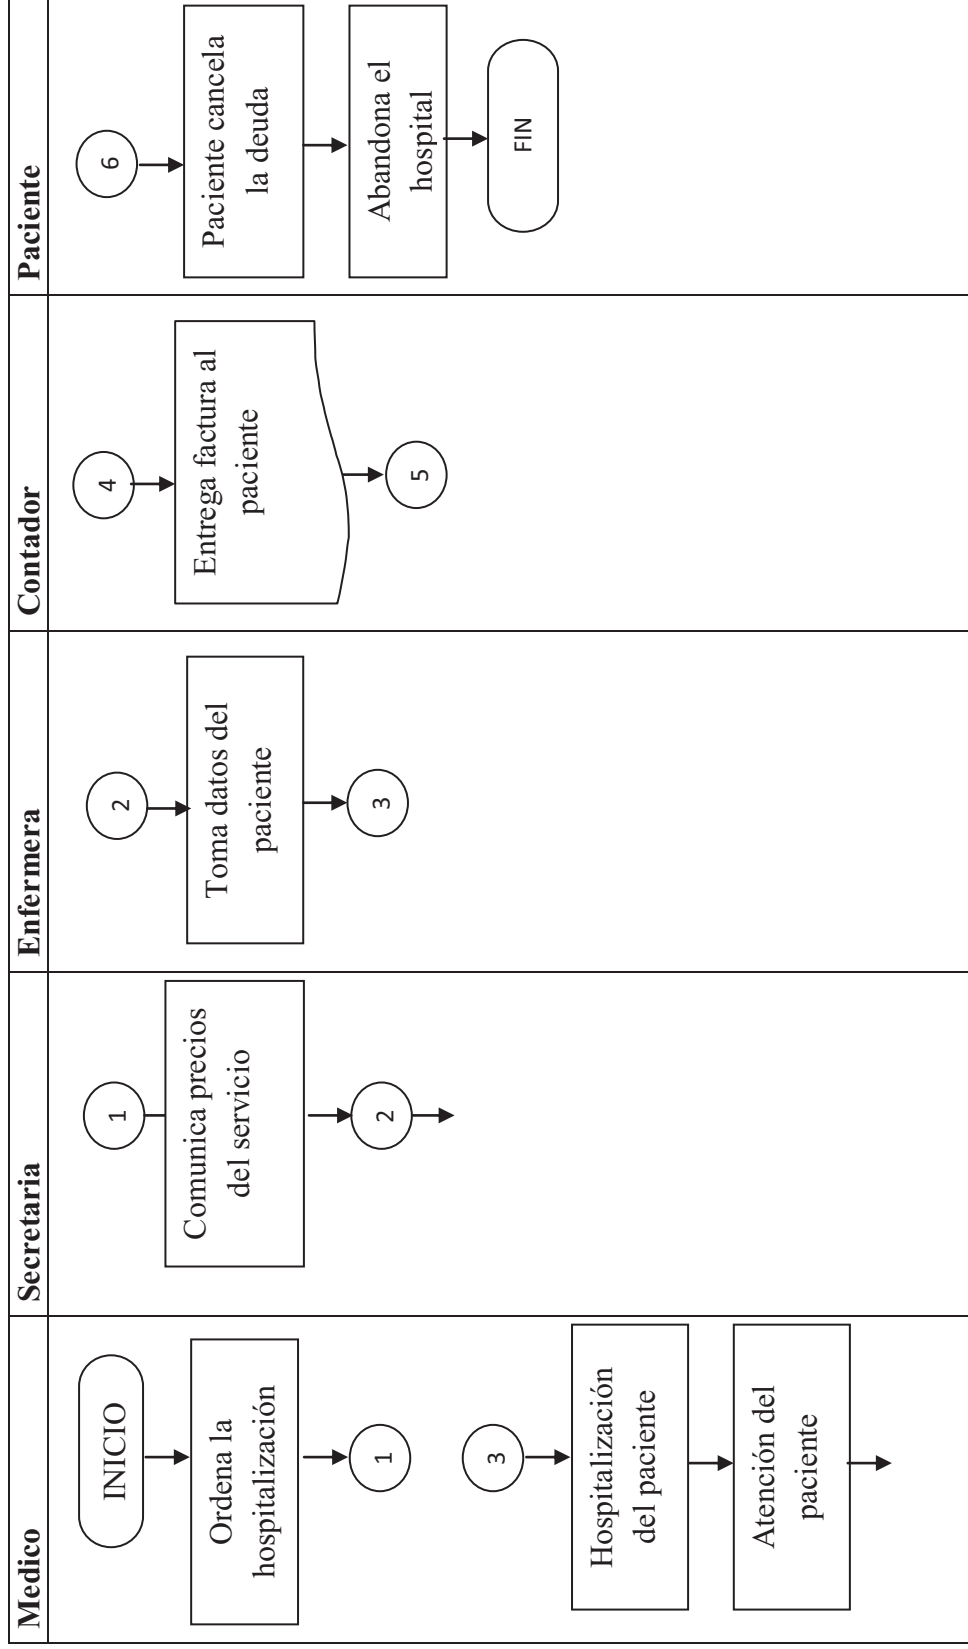 Medico
Secretaria
Enfermera
Contador
Paciente
INICIO
Ordena la
hospitalización
1
3
Hospitalización
del paciente
Atención del
paciente
1
Comunica precios
del servicio
2
2
Toma datos del
paciente
3
4
Entrega factura al
paciente
5
6
Paciente cancela
la deuda
Abandona el
hospital
FIN